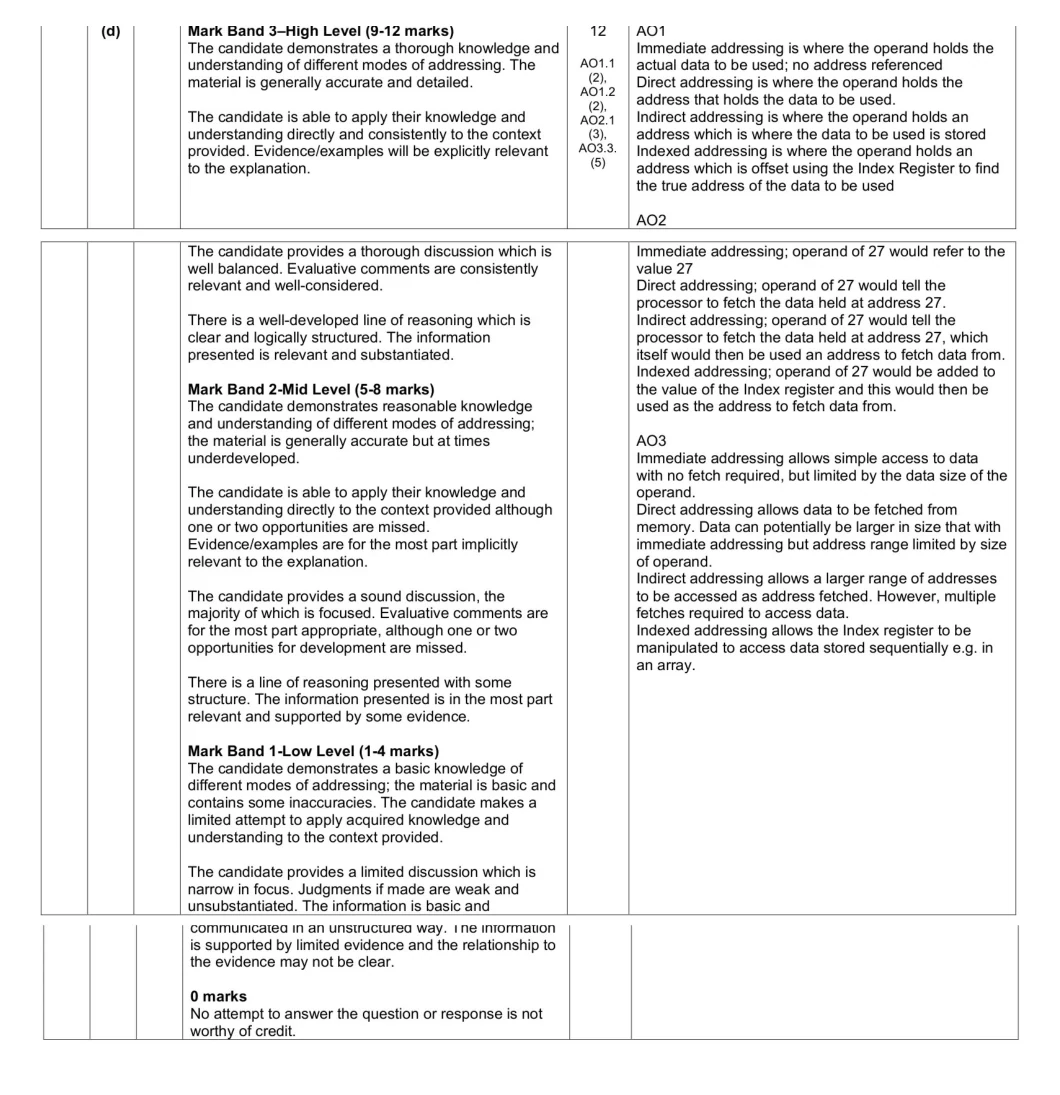 (d)
Mark Band 3–High Level (9-12 marks)
The candidate demonstrates a thorough knowledge and
understanding of different modes of addressing. The
material is generally accurate and detailed.
The candidate is able to apply their knowledge and
understanding directly and consistently to the context
provided. Evidence/examples will be explicitly relevant
to the explanation.
12
AO1.1
(2),
AO1.2
(2),
AO2.1
(3),
AO3.3.
(5)
AO1
Immediate addressing is where the operand holds the
actual data to be used; no address referenced
Direct addressing is where the operand holds the
address that holds the data to be used.
Indirect addressing is where the operand holds an
address which is where the data to be used is stored
Indexed addressing is where the operand holds an
address which is offset using the Index Register to find
the true address of the data to be used
AO2
The candidate provides a thorough discussion which is
well balanced. Evaluative comments are consistently
relevant and well-considered.
There is a well-developed line of reasoning which is
clear and logically structured. The information
presented is relevant and substantiated.
Mark Band 2-Mid Level (5-8 marks)
The candidate demonstrates reasonable knowledge
and understanding of different modes of addressing;
the material is generally accurate but at times
underdeveloped.
The candidate is able to apply their knowledge and
understanding directly to the context provided although
one or two opportunities are missed.
Evidence/examples are for the most part implicitly
relevant to the explanation.
The candidate provides a sound discussion, the
majority of which is focused. Evaluative comments are
for the most part appropriate, although one or two
opportunities for development are missed.
There is a line of reasoning presented with some
structure. The information presented is in the most part
relevant and supported by some evidence.
Mark Band 1-Low Level (1-4 marks)
The candidate demonstrates a basic knowledge of
different modes of addressing; the material is basic and
contains some inaccuracies. The candidate makes a
limited attempt to apply acquired knowledge and
understanding to the context provided.
The candidate provides a limited discussion which is
narrow in focus. Judgments if made are weak and
unsubstantiated. The information is basic and
Immediate addressing; operand of 27 would refer to the
value 27
Direct addressing; operand of 27 would tell the
processor to fetch the data held at address 27.
Indirect addressing; operand of 27 would tell the
processor to fetch the data held at address 27, which
itself would then be used an address to fetch data from.
Indexed addressing; operand of 27 would be added to
the value of the Index register and this would then be
used as the address to fetch data from.
AO3
Immediate addressing allows simple access to data
with no fetch required, but limited by the data size of the
operand.
Direct addressing allows data to be fetched from
memory. Data can potentially be larger in size that with
immediate addressing but address range limited by size
of operand.
Indirect addressing allows a larger range of addresses
to be accessed as address fetched. However, multiple
fetches required to access data.
Indexed addressing allows the Index register to be
manipulated to access data stored sequentially e.g. in
an array.
communicated in an unstructured way. The information
is supported by limited evidence and the relationship to
the evidence may not be clear.
0 marks
No attempt to answer the question or response is not
worthy of credit.